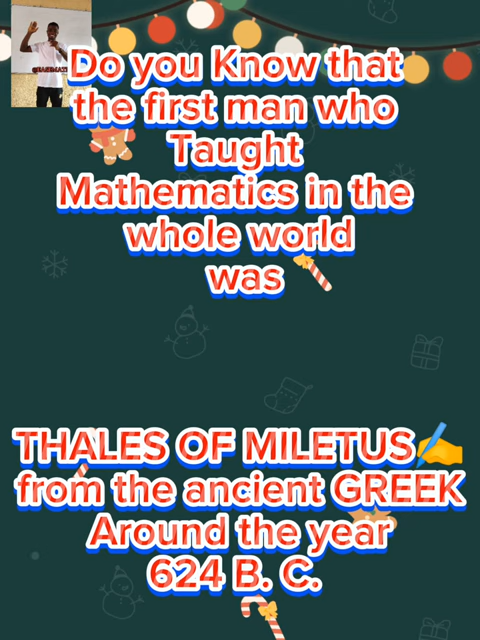 Do you Know that
the first man who
Taught
Mathematics in the
whole world
was
THALES OF MILETUS✍️
from the ancient GREEK
Around the year
624 B. C.